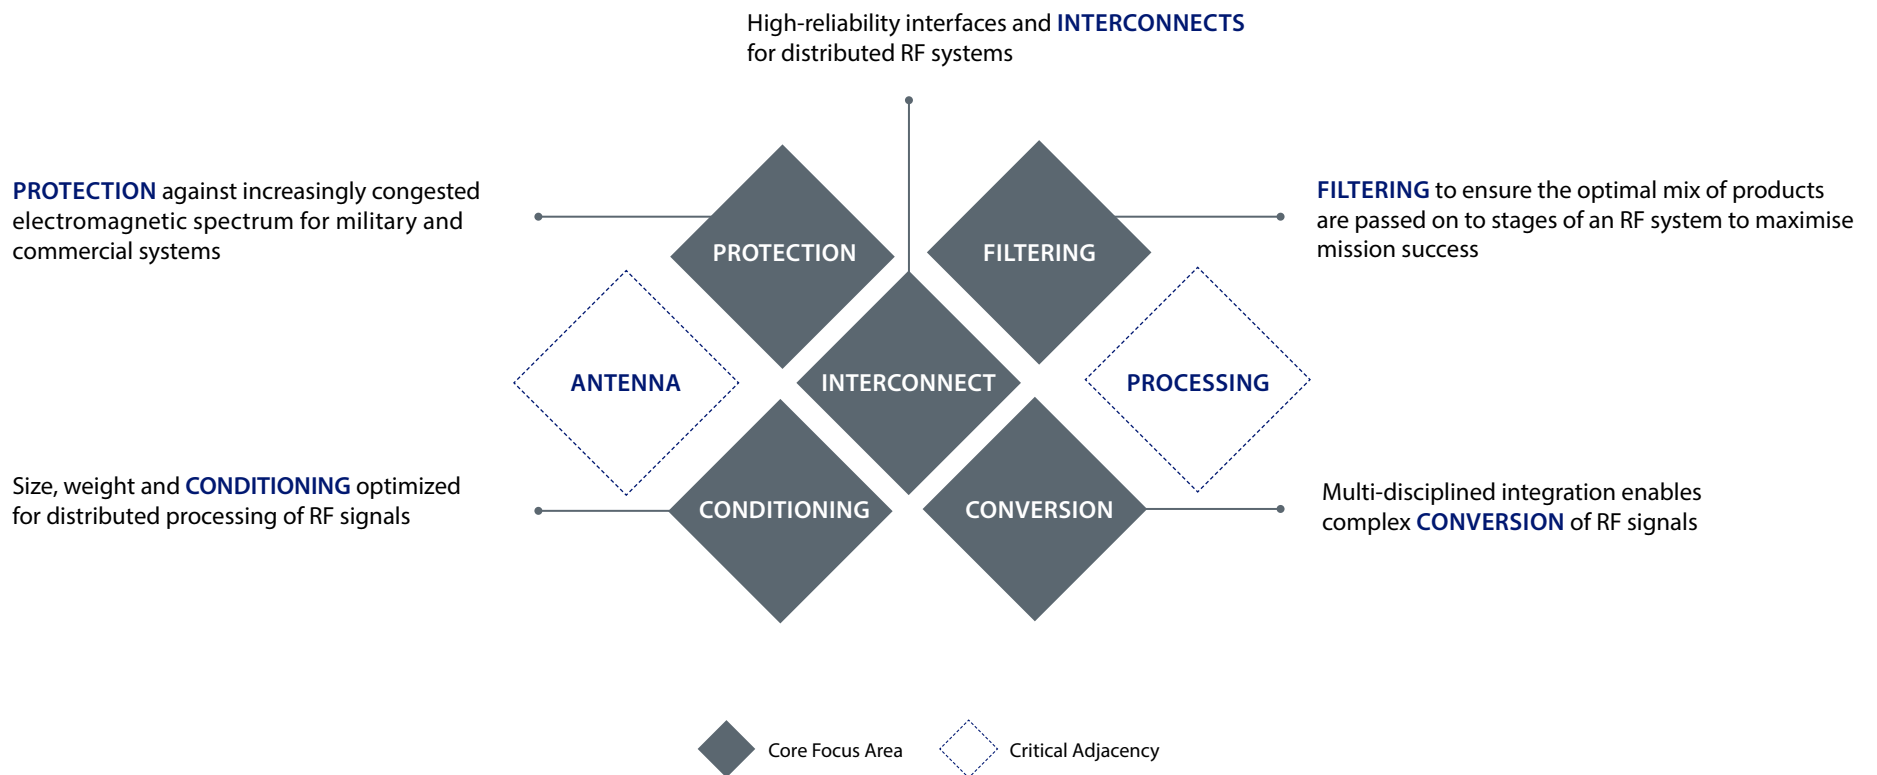 High-reliability interfaces and INTERCONNECTS
for distributed RF systems
PROTECTION against increasingly congested
electromagnetic spectrum for military and
commercial systems
FILTERING to ensure the optimal mix of products
are passed on to stages of an RF system to maximise
mission success
PROTECTION
FILTERING
ANTENNA
INTERCONNECT
PROCESSING
Size, weight and CONDITIONING optimized
for distributed processing of RF signals
CONDITIONING
CONVERSION
Multi-disciplined integration enables
complex CONVERSION of RF signals
Core Focus Area
Critical Adjacency